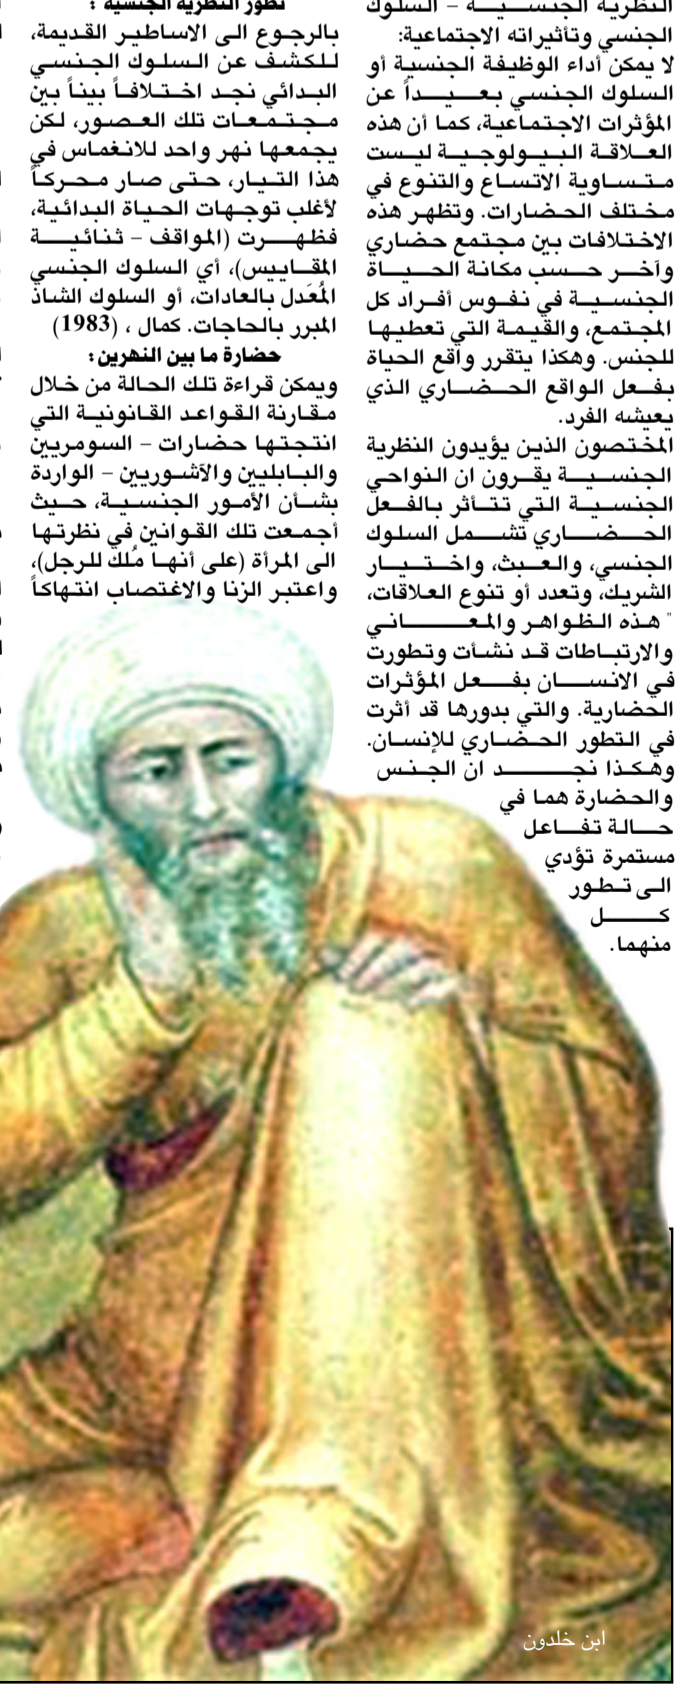 النظرية الجنسية – السلوك
الجنسي وتأثيراته الاجتماعية:
لا يمكن أداء الوظيفة الجنسية أو
السلوك الجنسي بعيداً عن
المؤثرات الاجتماعية، كما أن هذه
العلاقة البيولوجية ليست
متساوية الاتساع والتنوع في
مختلف الحضارات. وتظهر هذه
الاختلافات بين مجتمع حضاري
وآخر حسب مكانة الحياة
الجنسية في نفوس أفراد كل
المجتمع، والقيمة التي تعطيها
للجنس. وهكذا يتقرر واقع الحياة
بفعل الواقع الحضاري الذي
يعيشه الفرد.
المختصون الذين يؤيدون النظرية
الجنسية يقرون ان النواحي
الجنسية التي تتأثر بالفعل
الحضاري تشمل السلوك
الجنسي، والعبث، واختيار
الشريك، وتعدد أو تنوع العلاقات،
" هذه الظواهر والمعاني
والارتباطات قد نشأت وتطورت
في الانسان بفعل المؤثرات
الحضارية. والتي بدورها قد أثرت
في التطور الحضاري للإنسان.
وهكذا نجد ان الجنس
والحضارة هما في
حالة تفاعل
مستمرة تؤدي
الى تطور
كل
منهما.
تطور النظرية الجنسية :
بالرجوع الى الاساطير القديمة،
للكشف عن السلوك الجنسي
البدائي نجد اختلافاً بيناً بين
مجتمعات تلك العصور، لكن
يجمعها نهر واحد للانغماس في
هذا التيار، حتى صار محركاً
لأغلب توجهات الحياة البدائية،
فظهرت (المواقف – ثنائية
المقاييس)، أي السلوك الجنسي
المُعَدل بالعادات، أو السلوك الشاذ
المبرر بالحاجات. كمال ، (1983)
حضارة ما بين النهرين :
ويمكن قراءة تلك الحالة من خلال
مقارنة القواعد القانونية التي
انتجتها حضارات – السومريين
والبابليين والآشوريين – الواردة
بشأن الأمور الجنسية، حيث
أجمعت تلك القوانين في نظرتها
الى المرأة (على أنها مُلك للرجل)،
واعتبر الزنا والاغتصاب انتهاكاً
ابن خلدون